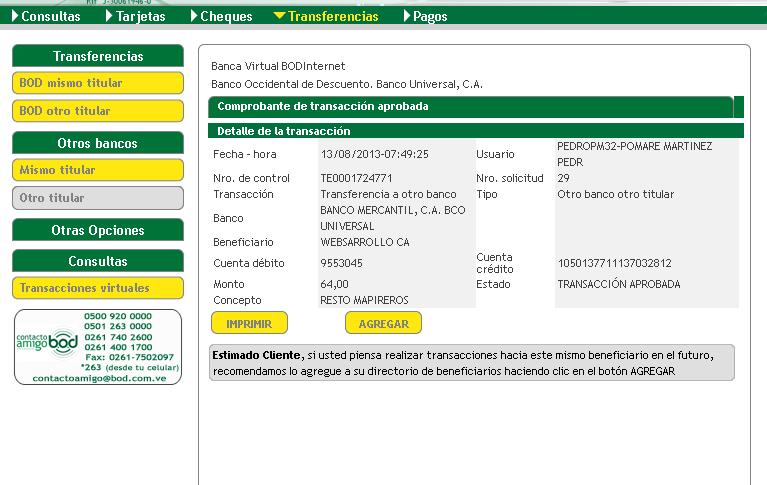 Consultas
Tarjetas
Cheques
Transferencias
Pagos
Transferencias
BOD mismo titular
BOD otro titular
Otros bancos
Mismo titular
Otro titular
Otras Opciones
Consultas
Transacciones virtuales
contacto
amigo bod
0500 920 0000
0501 263 0000
0261 740 2600
0261 400 1700
Fax: 0261-7502097
*263 (desde tu celular)
contactoamigo@bod.com.ve
Banca Virtual BODInternet
Banco Occidental de Descuento. Banco Universal, C.A.
Comprobante de transacción aprobada
Detalle de la transacción
Fecha - hora 13/08/2013-07:49:25 Usuario PEDROPM32-POMARE MARTINEZ PEDR
Nro. de control TE0001724771 Nro. solicitud 29
Transacción Transferencia a otro banco Tipo Otro banco otro titular
Banco BANCO MERCANTIL, C.A. BCO UNIVERSAL
Beneficiario WEBSARROLLO CA
Cuenta débito 9553045 Cuenta crédito 1050137711137032812
Monto 64,00 Estado TRANSACCIÓN APROBADA
Concepto RESTO MAPIREROS
IMPRIMIR
AGREGAR
Estimado Cliente, si usted piensa realizar transacciones hacia este mismo beneficiario en el futuro,
recomendamos lo agregue a su directorio de beneficiarios haciendo clic en el botón AGREGAR